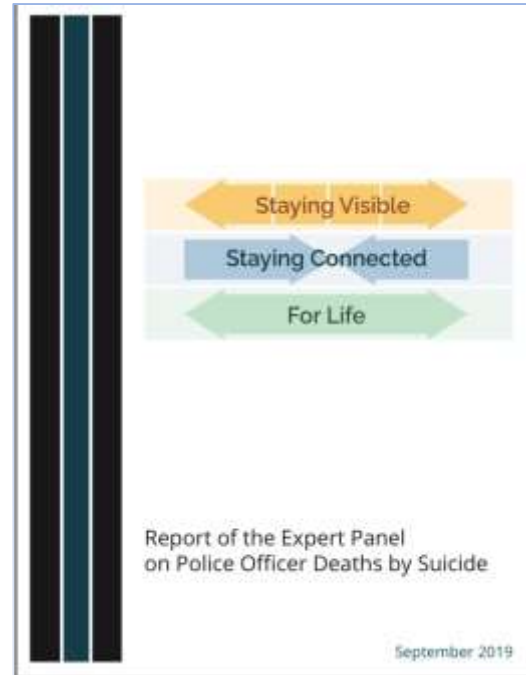 Staying Visible
Staying Connected
For Life
Report of the Expert Panel
on Police Officer Deaths by Suicide
September 2019